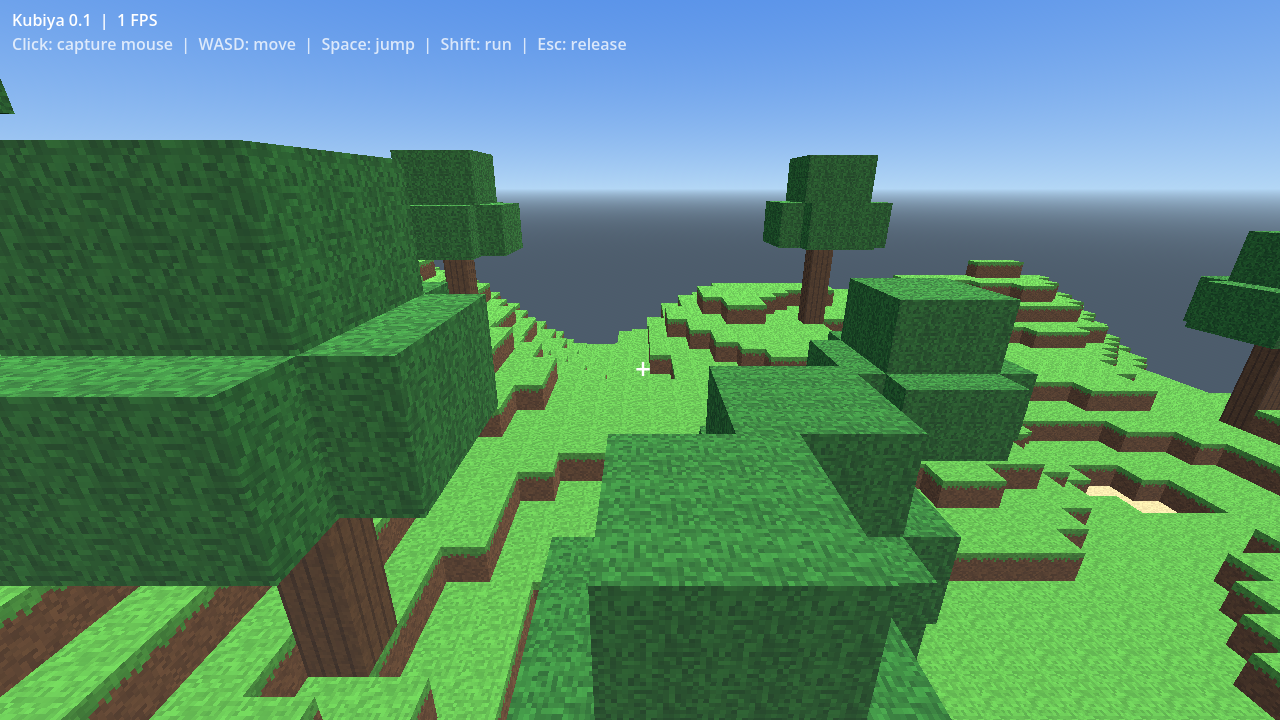 Kubiya 0.1 | 1 FPS
Click: capture mouse | WASD: move | Space: jump | Shift: run | Esc: release